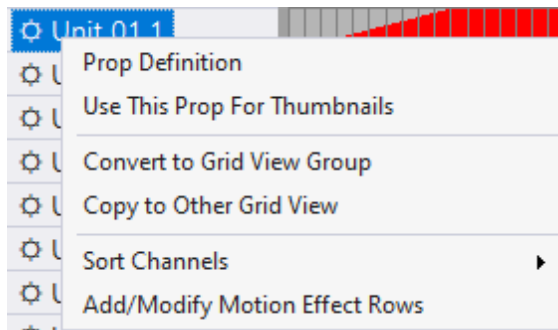 Unit 01.1
Prop Definition
Use This Prop For Thumbnails
Convert to Grid View Group
Copy to Other Grid View
Sort Channels
Add/Modify Motion Effect Rows